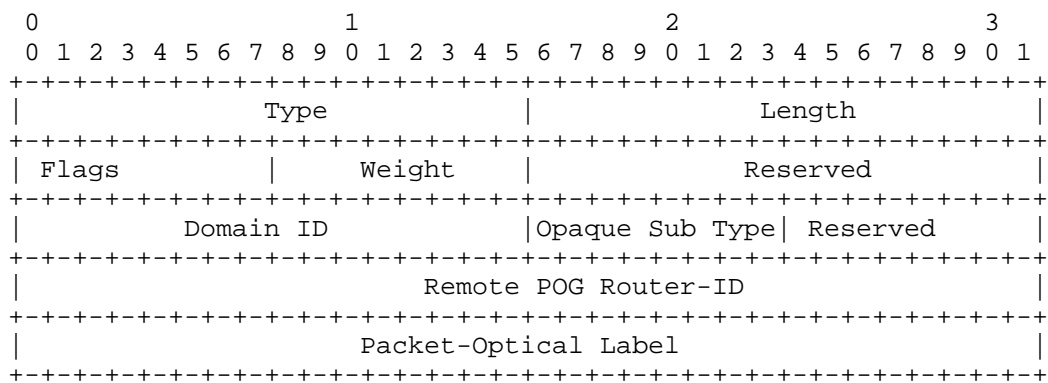 0                   1                   2                   3
 0 1 2 3 4 5 6 7 8 9 0 1 2 3 4 5 6 7 8 9 0 1 2 3 4 5 6 7 8 9 0 1
+-+-+-+-+-+-+-+-+-+-+-+-+-+-+-+-+-+-+-+-+-+-+-+-+-+-+-+-+-+-+-+-+
|               Type            |              Length           |
+-+-+-+-+-+-+-+-+-+-+-+-+-+-+-+-+-+-+-+-+-+-+-+-+-+-+-+-+-+-+-+-+
| Flags         |     Weight    |             Reserved          |
+-+-+-+-+-+-+-+-+-+-+-+-+-+-+-+-+-+-+-+-+-+-+-+-+-+-+-+-+-+-+-+-+
|          Domain ID            |Opaque Sub Type| Reserved      |
+-+-+-+-+-+-+-+-+-+-+-+-+-+-+-+-+-+-+-+-+-+-+-+-+-+-+-+-+-+-+-+-+
|                         Remote POG Router-ID                  |
+-+-+-+-+-+-+-+-+-+-+-+-+-+-+-+-+-+-+-+-+-+-+-+-+-+-+-+-+-+-+-+-+
|                     Packet-Optical Label                      |
+-+-+-+-+-+-+-+-+-+-+-+-+-+-+-+-+-+-+-+-+-+-+-+-+-+-+-+-+-+-+-+-+